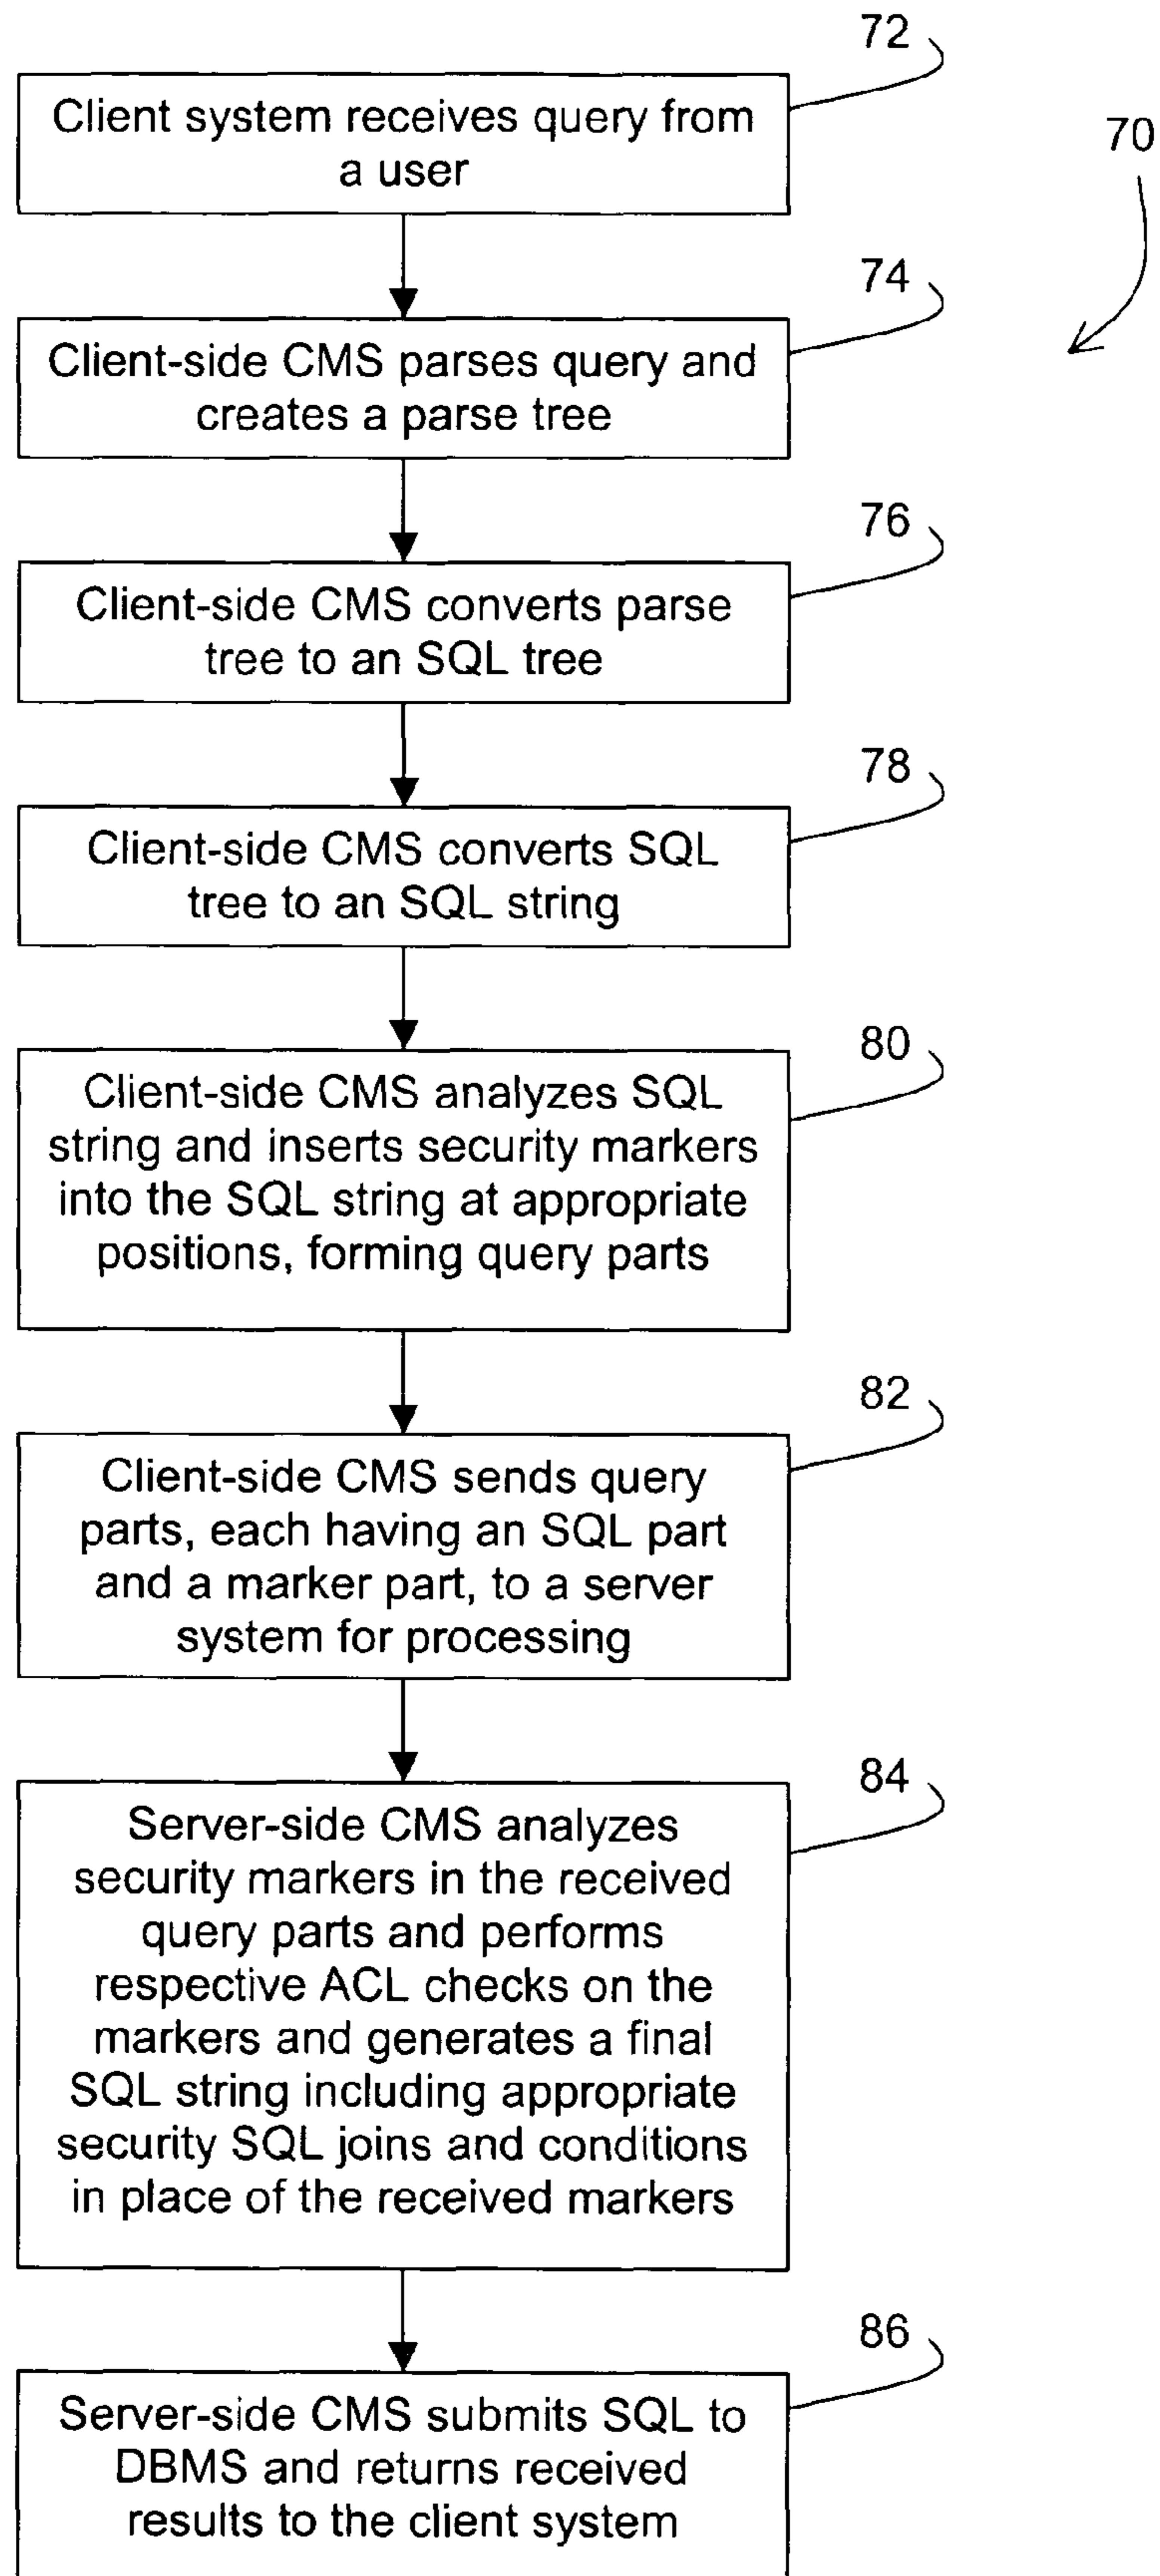 72
Client system receives query from
a user
70
74
Client-side CMS parses query and
creates a parse tree
76
Client-side CMS converts parse
tree to an SQL tree
78
Client-side CMS converts SQL
tree to an SQL string
80
Client-side CMS analyzes SQL
string and inserts security markers
into the SQL string at appropriate
positions, forming query parts
82
Client-side CMS sends query
parts, each having an SQL part
and a marker part, to a server
system for processing
84
Server-side CMS analyzes
security markers in the received
query parts and performs
respective ACL checks on the
markers and generates a final
SQL string including appropriate
security SQL joins and conditions
in place of the received markers
86
Server-side CMS submits SQL to
DBMS and returns received
results to the client system